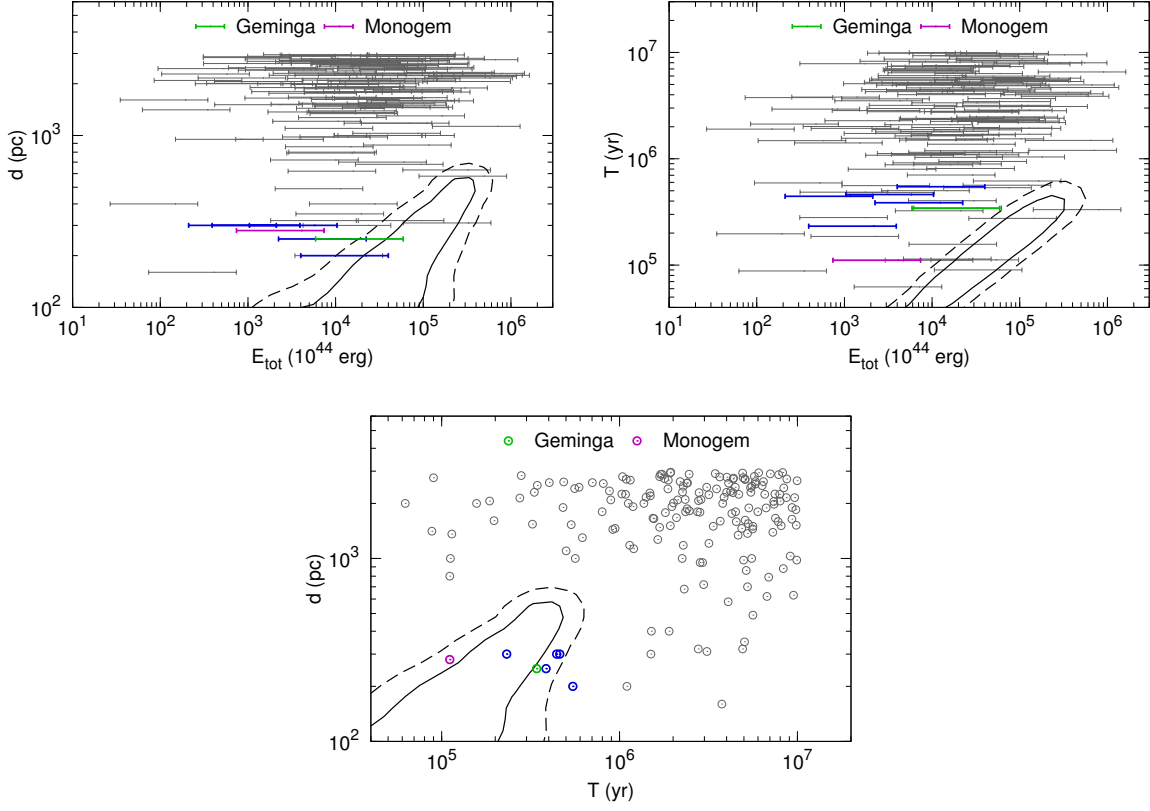 Geminga Monogem
10^3
10^2
d (pc)
10^1 10^2 10^3 10^4 10^5 10^6
E_tot (10^44 erg)
Geminga Monogem
10^7
10^6
10^5
T (yr)
10^1 10^2 10^3 10^4 10^5 10^6
E_tot (10^44 erg)
Geminga Monogem
10^3
10^2
d (pc)
10^5 10^6 10^7
T (yr)